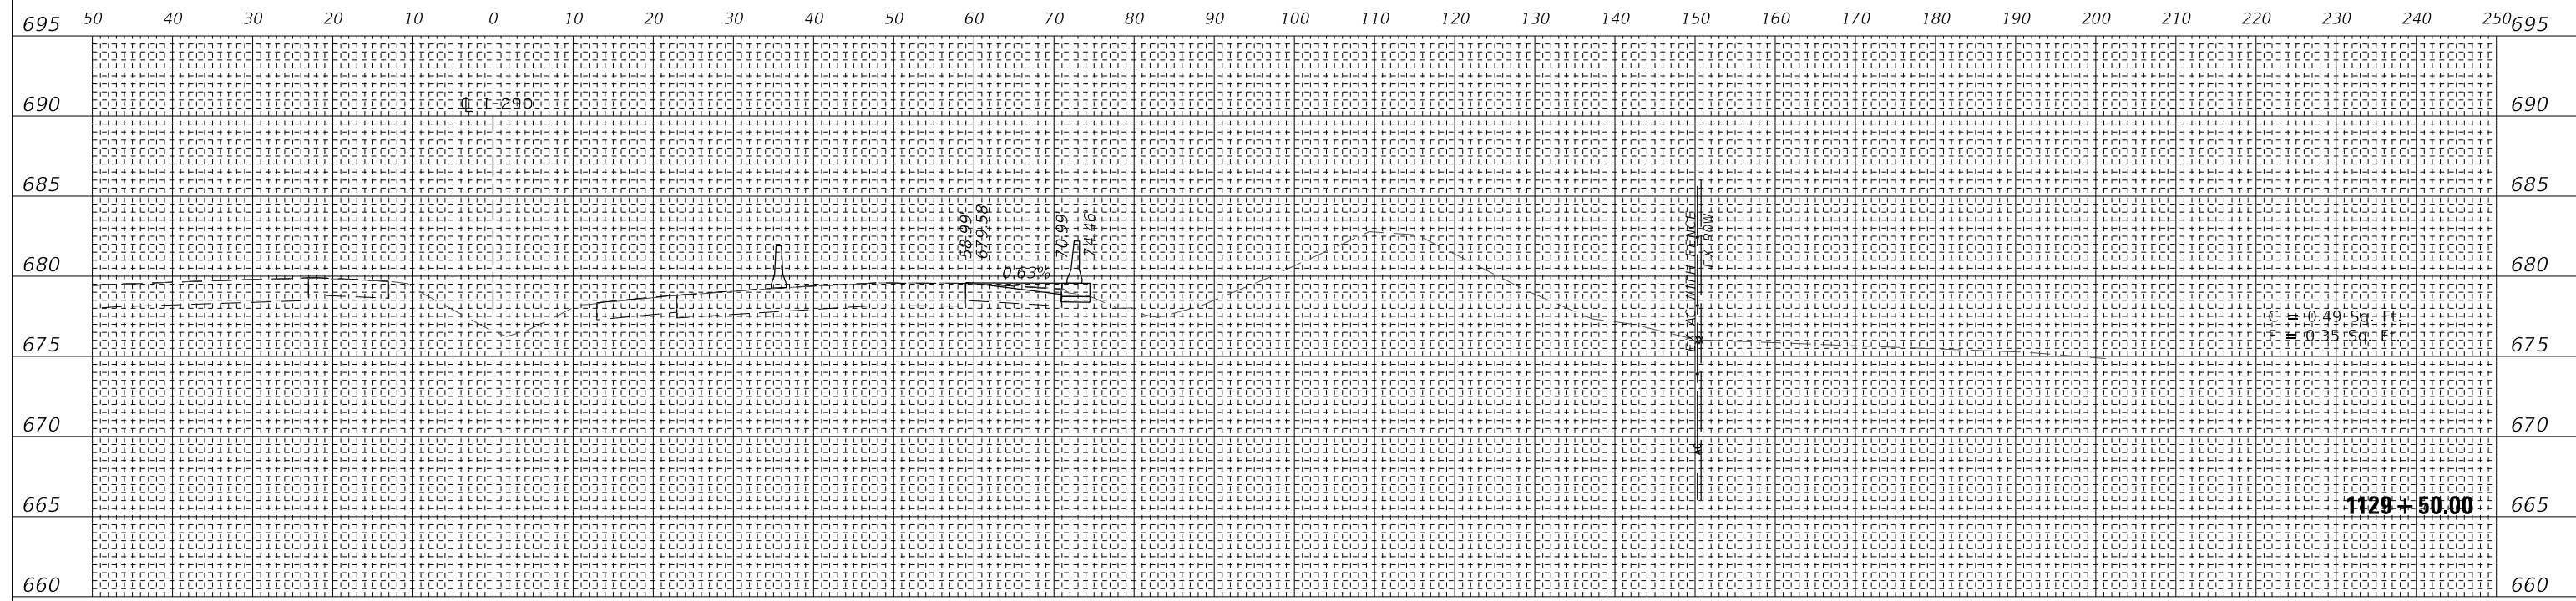 50 40 30 20 10 0 10 20 30 40 50 60 70 80 90 100 110 120 130 140 150 160 170 180 190 200 210 220 230 240 250
695 695
690 690
℄ I-290
685 685
58.99
679.58
70.99
74.46
EX AC WITH FENCE
EX ROW
680 680
0.63%
C = 0.49 Sq. Ft.
F = 0.35 Sq. Ft.
675 675
670 670
AC
665 665
1129 + 50.00
660 660